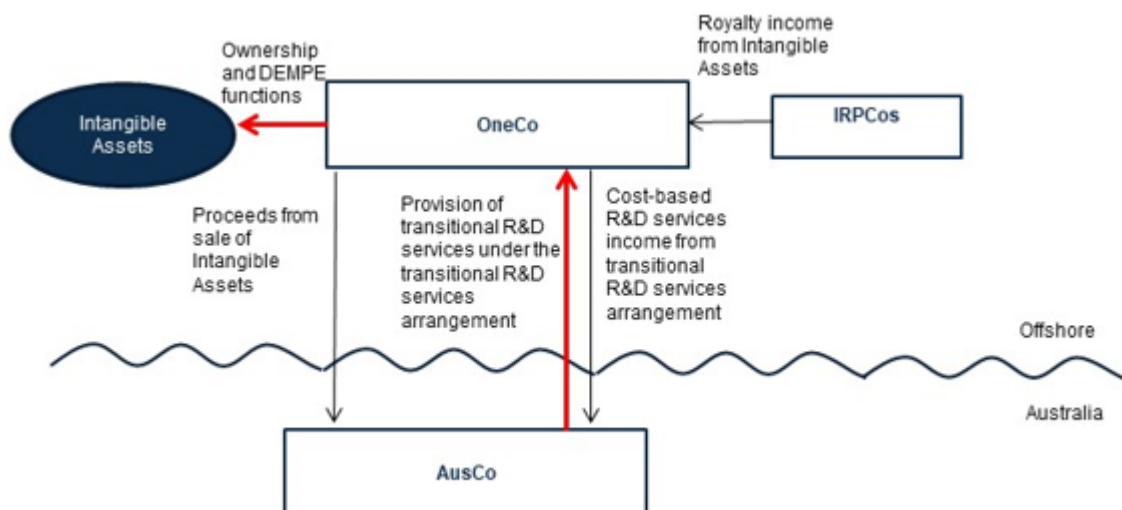 Ownership
and DEMPE
functions
Intangible
Assets
OneCo
Royalty income
from Intangible
Assets
IRPCos
Proceeds from
sale of
Intangible
Assets
Provision of
transitional R&D
services under the
transitional R&D
services
arrangement
Cost-based
R&D services
income from
transitional
R&D services
arrangement
Offshore
Australia
AusCo